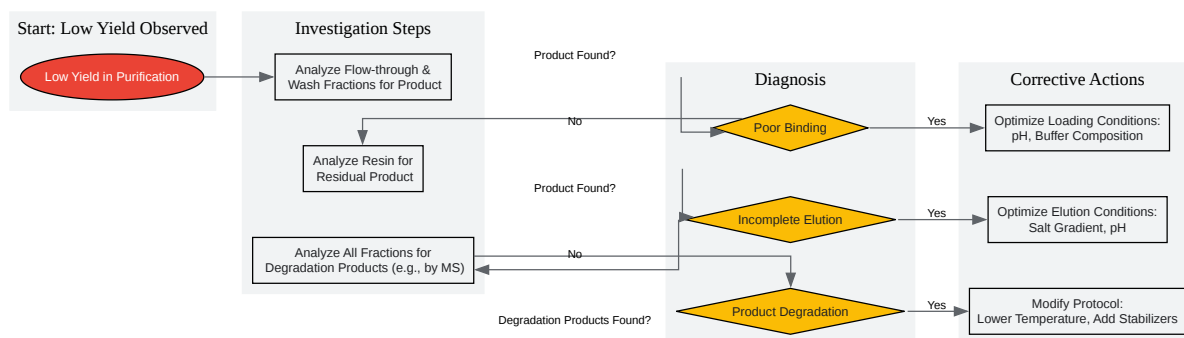 Start: Low Yield Observed
Low Yield in Purification
Investigation Steps
Analyze Flow-through &
Wash Fractions for Product
Analyze Resin for
Residual Product
Analyze All Fractions for
Degradation Products (e.g., by MS)
Product Found?
No
Product Found?
No
Degradation Products Found?
Diagnosis
Poor Binding
Incomplete Elution
Product Degradation
Yes
Yes
Yes
Corrective Actions
Optimize Loading Conditions:
pH, Buffer Composition
Optimize Elution Conditions:
Salt Gradient, pH
Modify Protocol:
Lower Temperature, Add Stabilizers